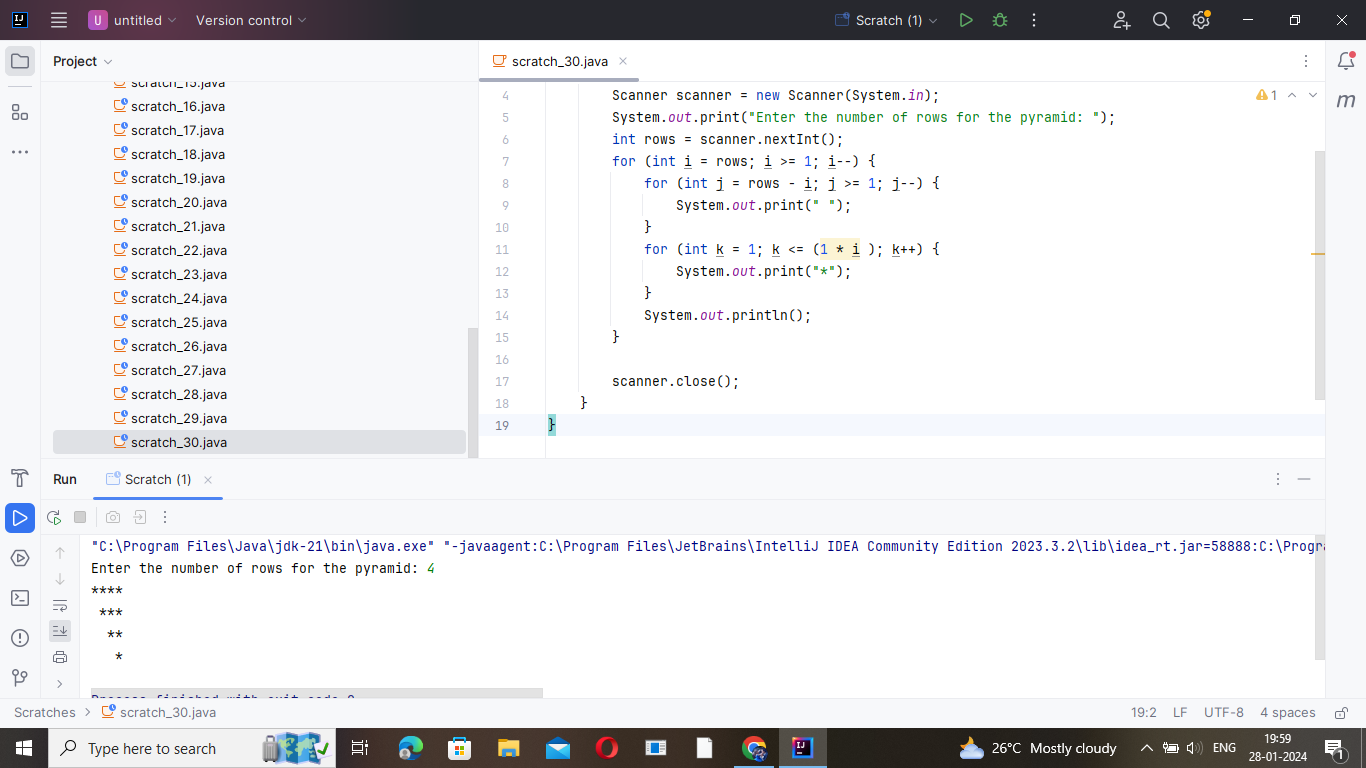 U untitled Version control Scratch (1)
Project
scratch_30.java
scratch_15.java
scratch_16.java
scratch_17.java
scratch_18.java
scratch_19.java
scratch_20.java
scratch_21.java
scratch_22.java
scratch_23.java
scratch_24.java
scratch_25.java
scratch_26.java
scratch_27.java
scratch_28.java
scratch_29.java
scratch_30.java
4 Scanner scanner = new Scanner(System.in);
1
5 System.out.print("Enter the number of rows for the pyramid: ");
6 int rows = scanner.nextInt();
7 for (int i = rows; i >= 1; i--) {
8 for (int j = rows - i; j >= 1; j--) {
9 System.out.print(" ");
10 }
11 for (int k = 1; k <= (1 * i ); k++) {
12 System.out.print("*");
13 }
14 System.out.println();
15 }
16
17 scanner.close();
18 }
19 }
m
Run Scratch (1)
"C:\Program Files\Java\jdk-21\bin\java.exe" "-javaagent:C:\Program Files\JetBrains\IntelliJ IDEA Community Edition 2023.3.2\lib\idea_rt.jar=58888:C:\Progr
Enter the number of rows for the pyramid: 4
****
 ***
  **
   *
Process finished with exit code 0
Scratches > scratch_30.java 19:2 LF UTF-8 4 spaces
Type here to search 26°C Mostly cloudy ENG 19:59
28-01-2024
1